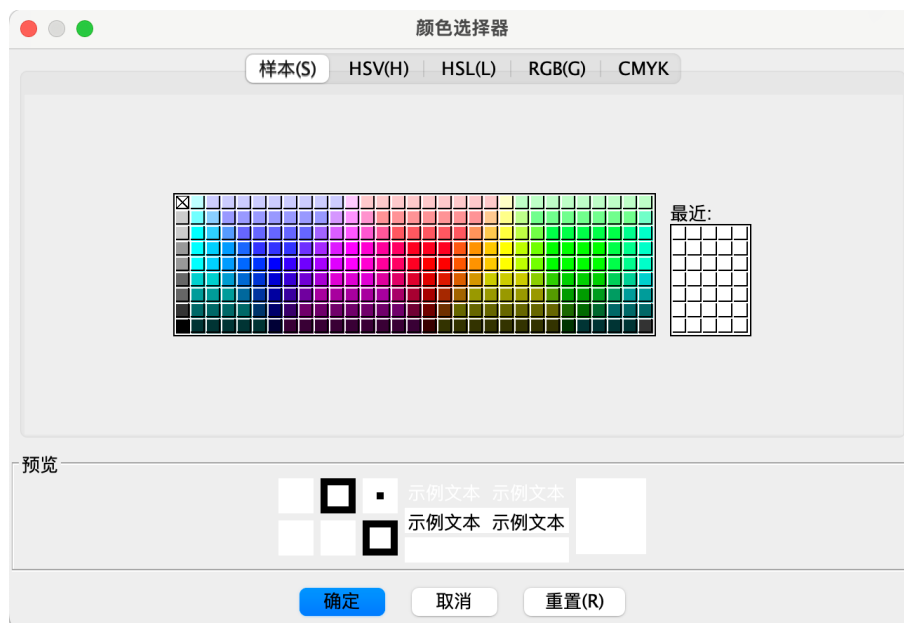 颜色选择器
样本(S) HSV(H) HSL(L) RGB(G) CMYK
最近:
预览
示例文本 示例文本
示例文本 示例文本
确定 取消 重置(R)